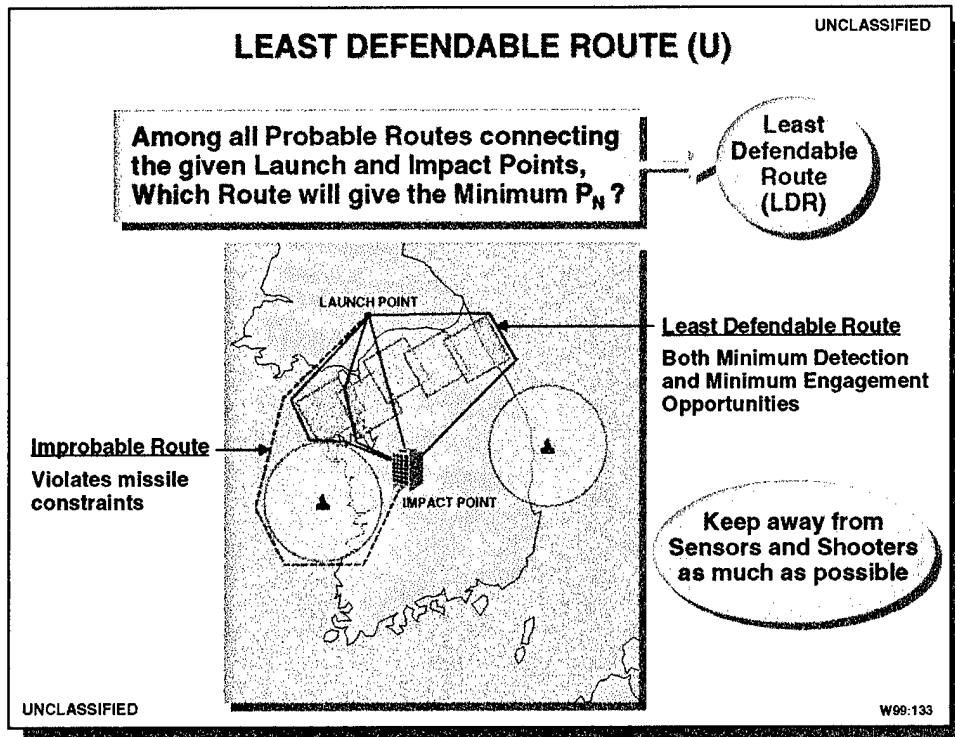 UNCLASSIFIED
LEAST DEFENDABLE ROUTE (U)
Among all Probable Routes connecting
the given Launch and Impact Points,
Which Route will give the Minimum P_N ?
Least
Defendable
Route
(LDR)
LAUNCH POINT
Least Defendable Route
Both Minimum Detection
and Minimum Engagement
Opportunities
Improbable Route
Violates missile
constraints
IMPACT POINT
Keep away from
Sensors and Shooters
as much as possible
UNCLASSIFIED
W99:133